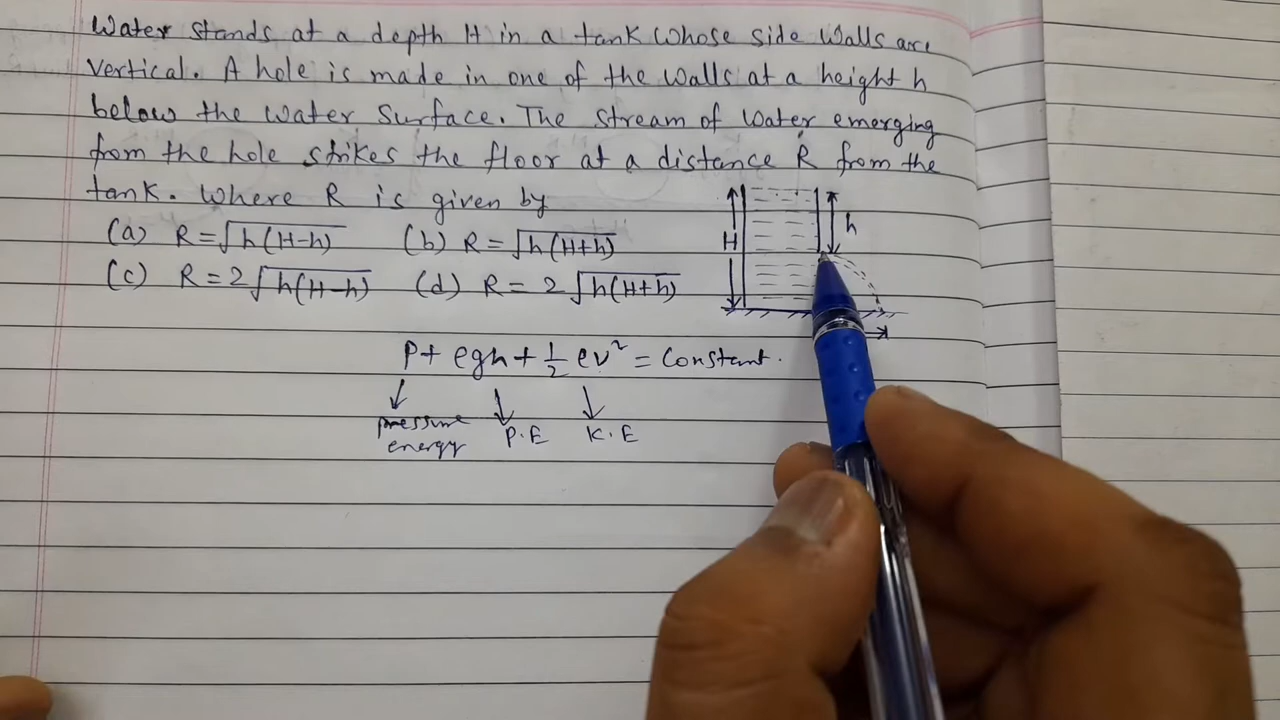 Water stands at a depth H in a tank whose side walls are
vertical. A hole is made in one of the walls at a height h
below the water surface. The stream of water emerging
from the hole strikes the floor at a distance R from the
tank. Where R is given by
(a) R=√h(H-h) (b) R=√h(H+h)
(c) R=2√h(H-h) (d) R=2√h(H+h)
H
h
P+ ρgh + 1/2 ρv² = Constant.
pressure energy
P.E
K.E